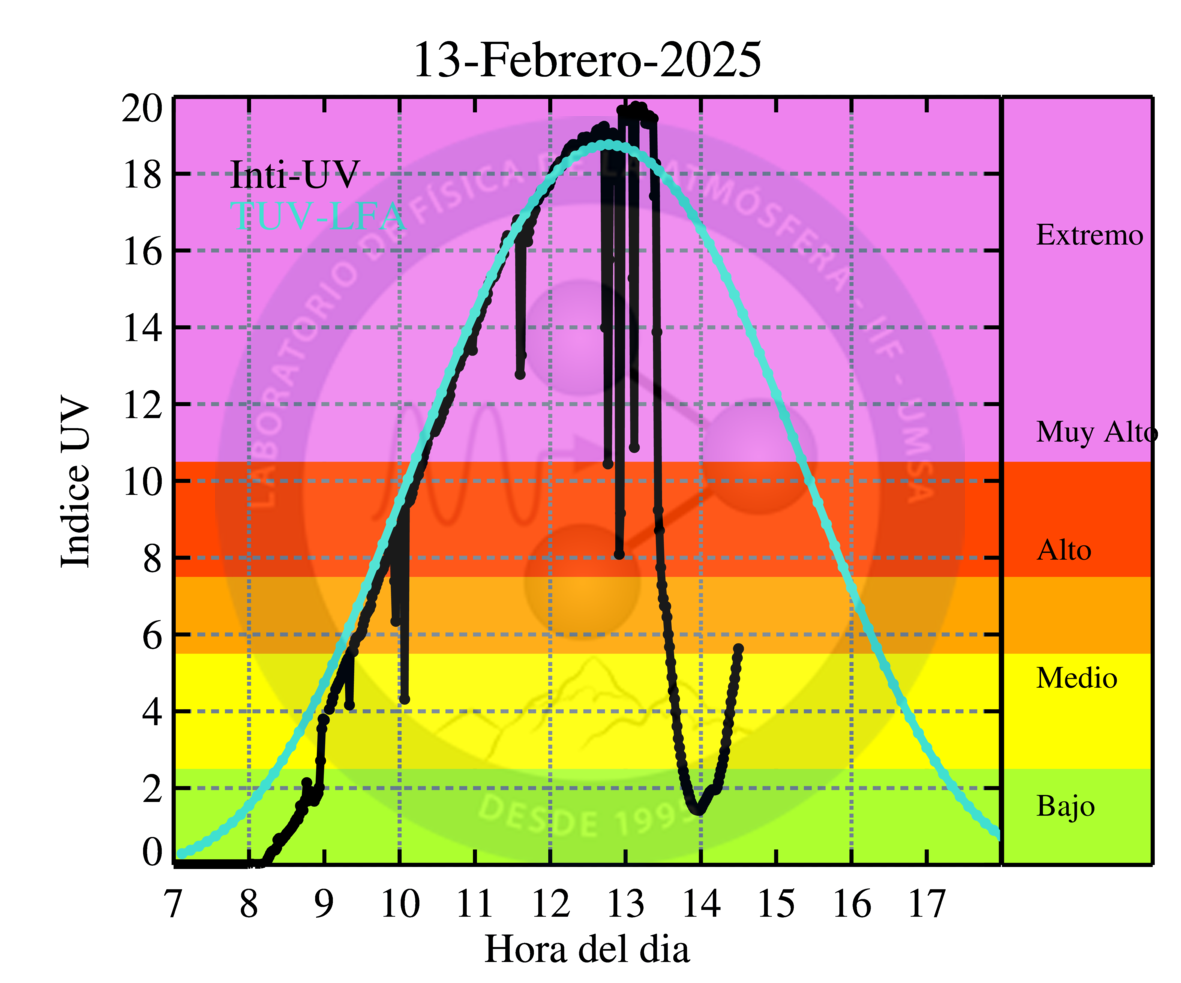 13-Febrero-2025
20
18
16
14
12
10
8
6
4
2
0
Indice UV
Inti-UV
TUV-LFA
LABORATORIO DE FÍSICA DE LA ATMÓSFERA - IIF - UMSA
DESDE 1995
Extremo
Muy Alto
Alto
Medio
Bajo
7 8 9 10 11 12 13 14 15 16 17
Hora del dia